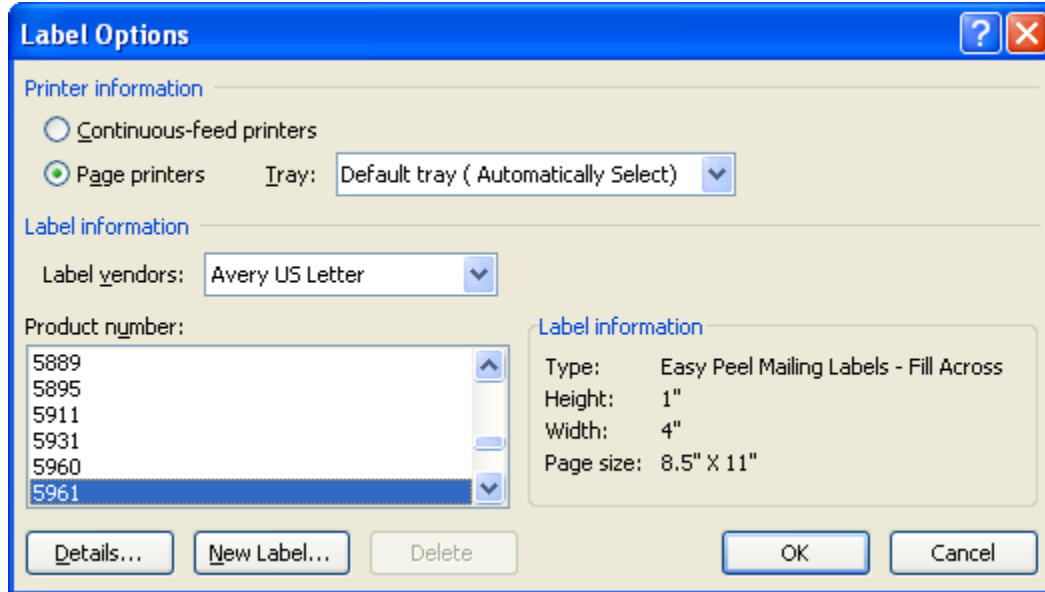 Label Options
Printer information
Continuous-feed printers
Page printers Tray: Default tray ( Automatically Select)
Label information
Label vendors: Avery US Letter
Product number:
5889
5895
5911
5931
5960
5961
Label information
Type: Easy Peel Mailing Labels - Fill Across
Height: 1"
Width: 4"
Page size: 8.5" X 11"
Details... New Label... Delete OK Cancel